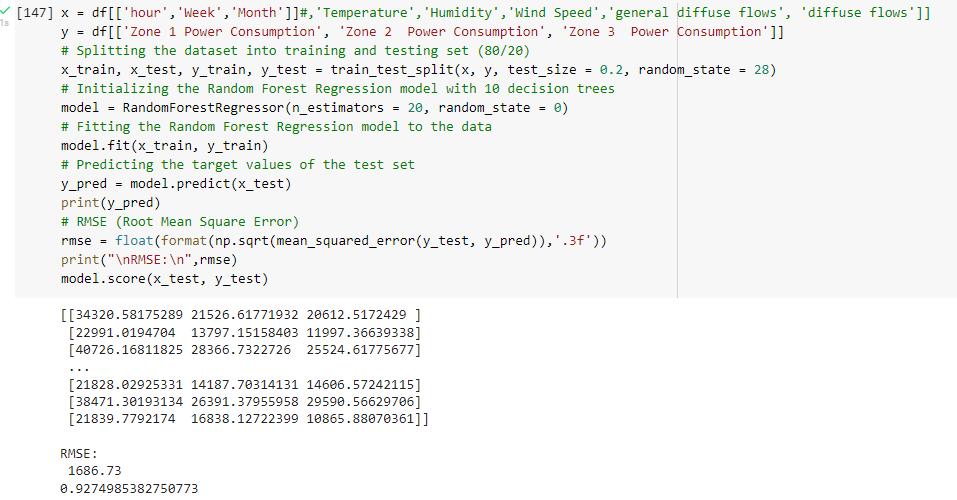 [147] x = df[['hour','Week','Month']]#,'Temperature','Humidity','Wind Speed','general diffuse flows', 'diffuse flows']]
1s
y = df[['Zone 1 Power Consumption', 'Zone 2  Power Consumption', 'Zone 3  Power Consumption']]
# Splitting the dataset into training and testing set (80/20)
x_train, x_test, y_train, y_test = train_test_split(x, y, test_size = 0.2, random_state = 28)
# Initializing the Random Forest Regression model with 10 decision trees
model = RandomForestRegressor(n_estimators = 20, random_state = 0)
# Fitting the Random Forest Regression model to the data
model.fit(x_train, y_train)
# Predicting the target values of the test set
y_pred = model.predict(x_test)
print(y_pred)
# RMSE (Root Mean Square Error)
rmse = float(format(np.sqrt(mean_squared_error(y_test, y_pred)),'.3f'))
print("\nRMSE:\n",rmse)
model.score(x_test, y_test)
[[34320.58175289 21526.61771932 20612.5172429 ]
[22991.0194704  13797.15158403 11997.36639338]
[40726.16811825 28366.7322726  25524.61775677]
...
[21828.02925331 14187.70314131 14606.57242115]
[38471.30193134 26391.37955958 29590.56629706]
[21839.7792174  16838.12722399 10865.88070361]]
RMSE:
1686.73
0.9274985382750773